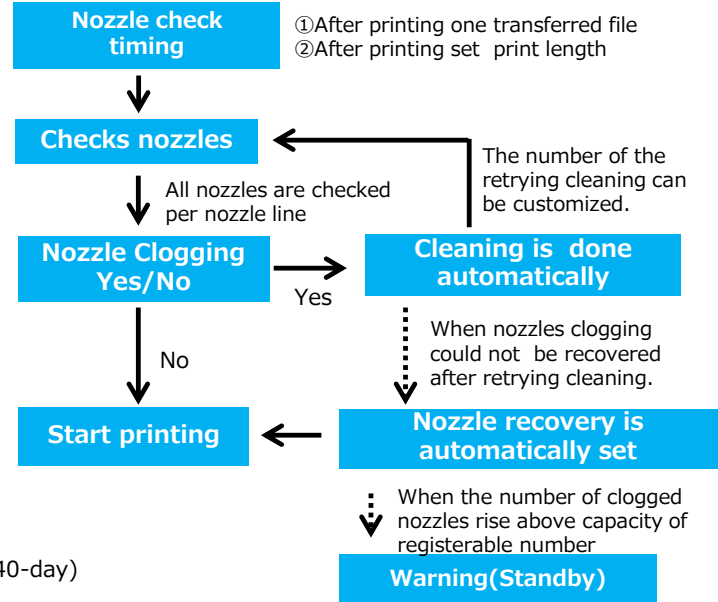 Nozzle check
timing
①After printing one transferred file
②After printing set print length
Checks nozzles
The number of the
retrying cleaning can
be customized.
All nozzles are checked
per nozzle line
Nozzle Clogging
Yes/No
Yes
Cleaning is done
automatically
No
When nozzles clogging
could not be recovered
after retrying cleaning.
Start printing
Nozzle recovery is
automatically set
When the number of clogged
nozzles rise above capacity of
registerable number
40-day)
Warning(Standby)